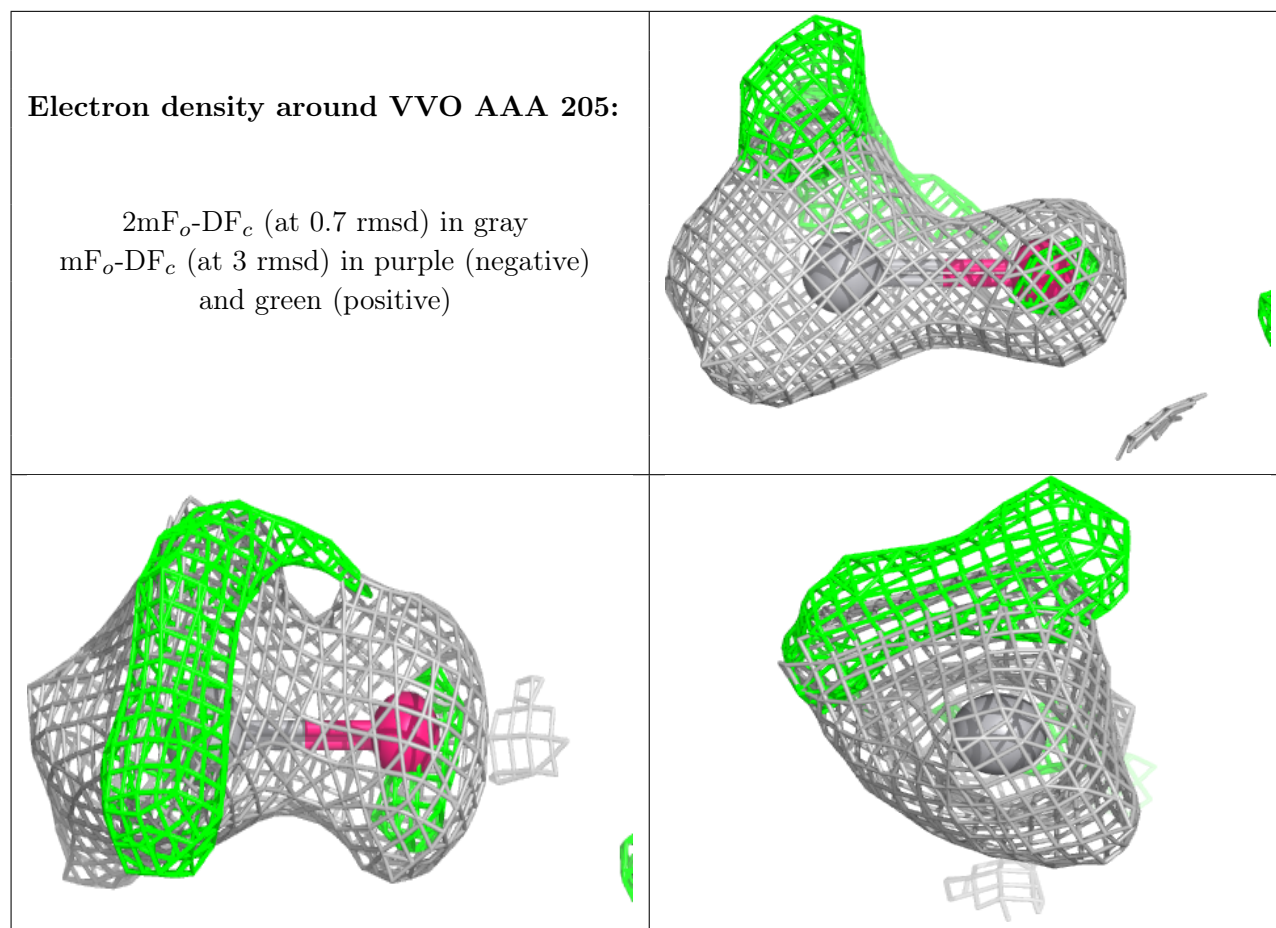 Electron density around VVO AAA 205:
2mFo-DFc (at 0.7 rmsd) in gray
mFo-DFc (at 3 rmsd) in purple (negative)
and green (positive)